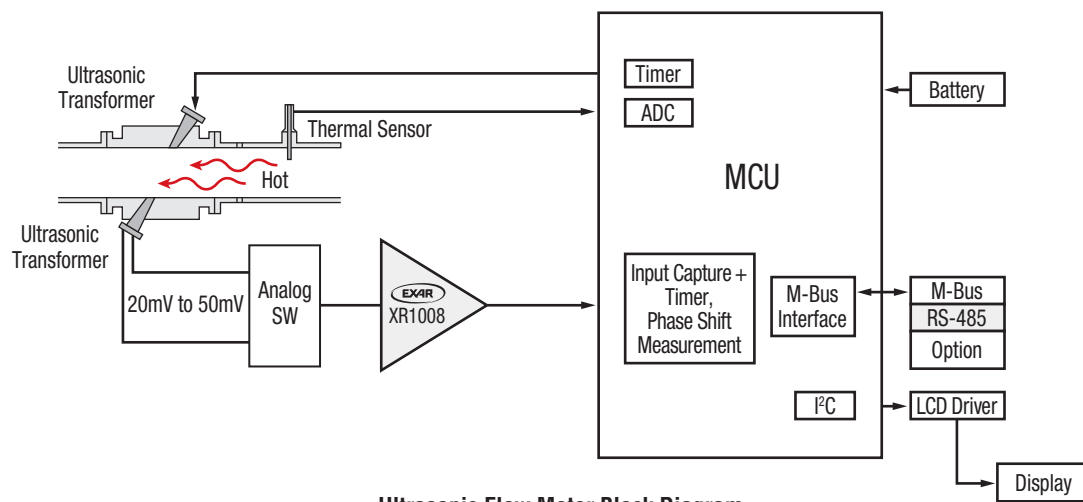 Ultrasonic
Transformer
Thermal Sensor
Hot
Ultrasonic
Transformer
20mV to 50mV
Analog
SW
EXAR
XR1008
Timer
ADC
MCU
Input Capture +
Timer,
Phase Shift
Measurement
M-Bus
Interface
I²C
Battery
M-Bus
RS-485
Option
LCD Driver
Display
Ultrasonic Flow Meter Block Diagram